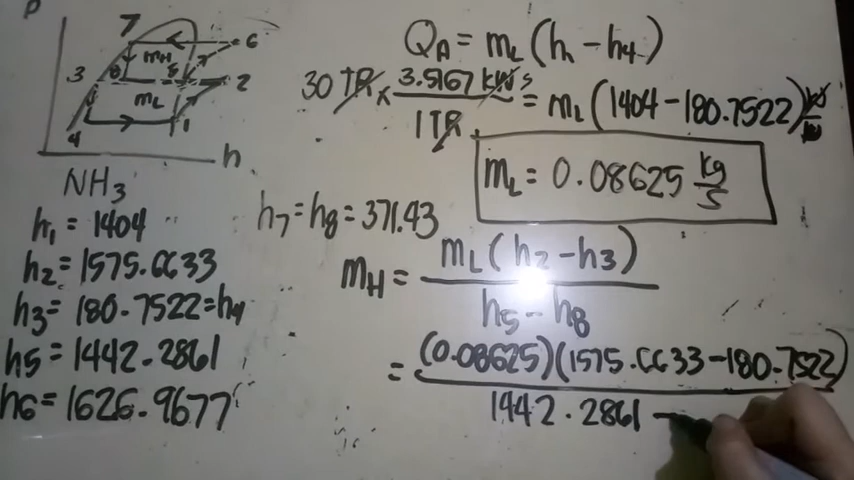 P
7
6
mH
3
8
5
2
mL
4
1
h
NH3
h1 = 1404
h2 = 1575.6633
h3 = 180.7522 = h4
h5 = 1442.2861
h6 = 1626.9677
h7 = h8 = 371.43
QA = mL (h1 - h4)
30 TR x 3.5167 kW / 1 TR = mL (1404 - 180.7522)
mL = 0.08625 kg/s
mH = mL (h2 - h3) / h5 - h8
= (0.08625)(1575.6633 - 180.7522) / 1442.2861 -